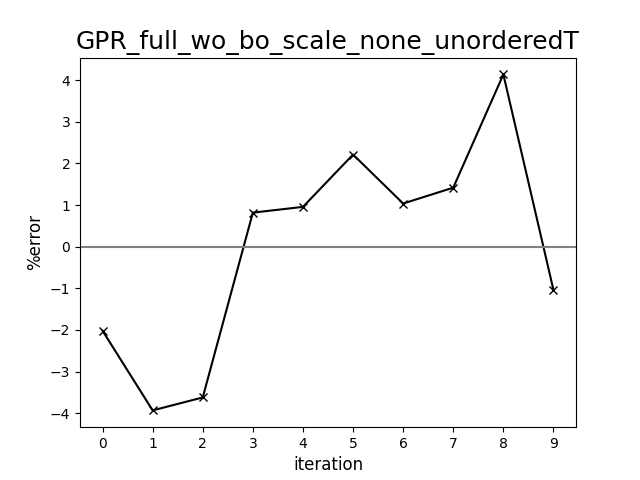 GPR_full_wo_bo_scale_none_unorderedT
4
3
2
1
0
−1
−2
−3
−4
%error
0 1 2 3 4 5 6 7 8 9
iteration